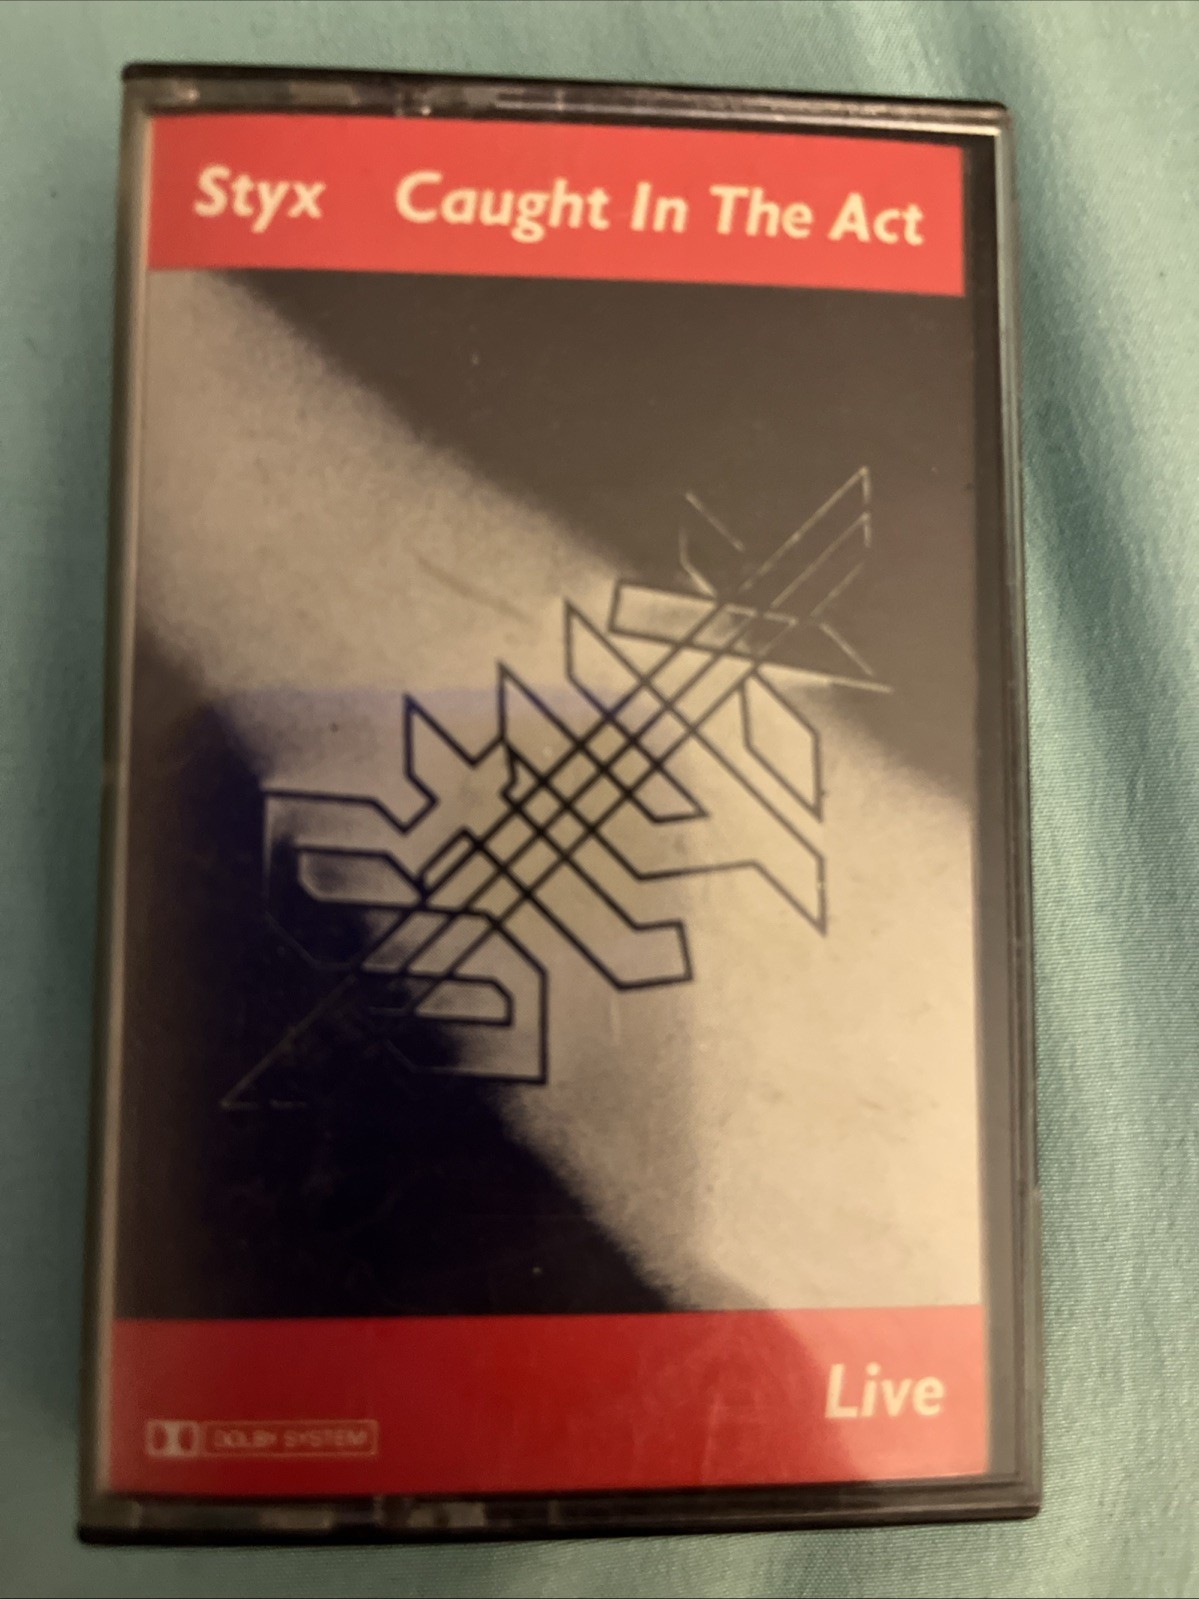 Styx Caught In The Act
Live
DOLBY SYSTEM